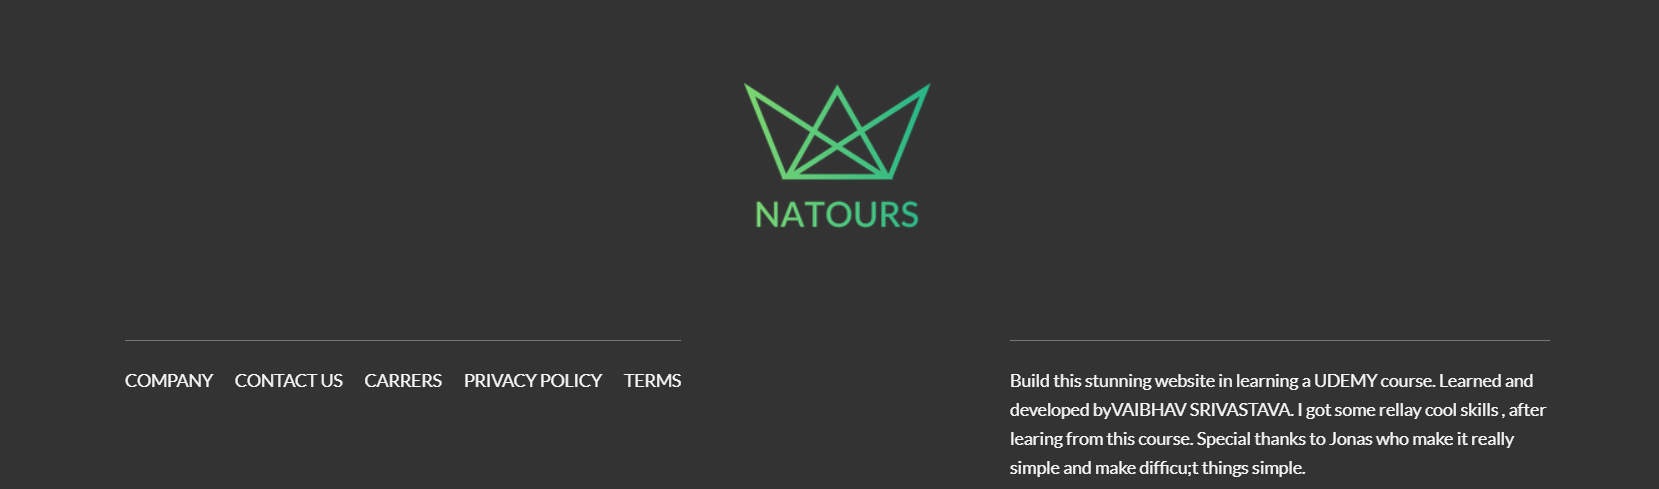 NATOURS
COMPANY CONTACT US CARRERS PRIVACY POLICY TERMS
Build this stunning website in learning a UDEMY course. Learned and
developed byVAIBHAV SRIVASTAVA. I got some rellay cool skills , after
learing from this course. Special thanks to Jonas who make it really
simple and make difficu;t things simple.